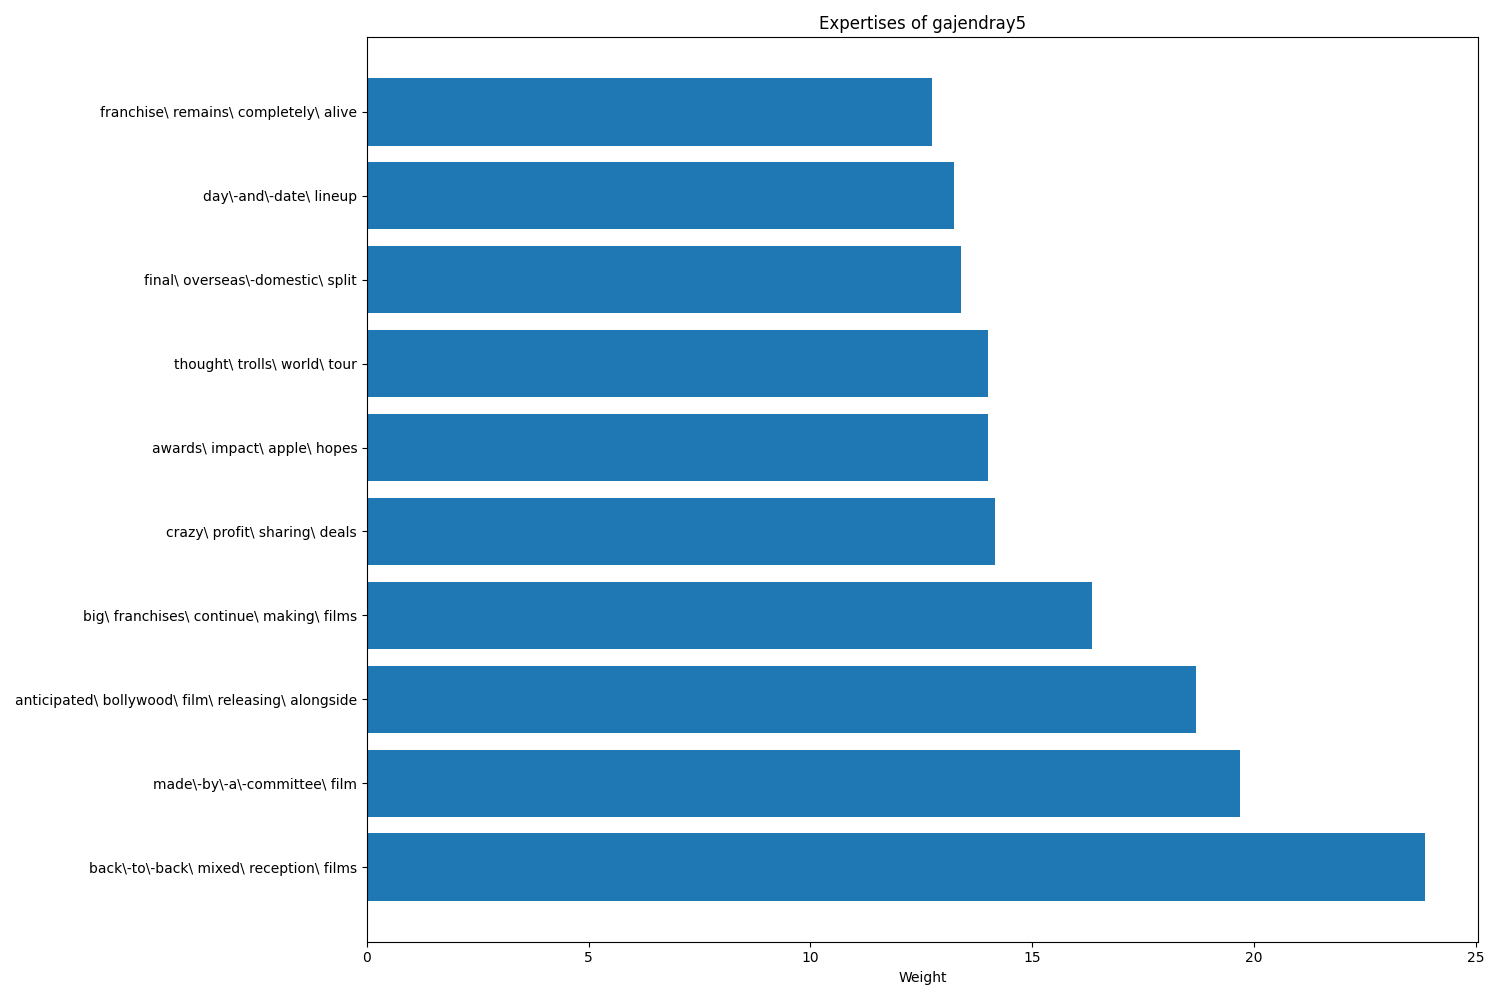 Expertises of gajendray5
franchise\ remains\ completely\ alive
day\-and\-date\ lineup
final\ overseas\-domestic\ split
thought\ trolls\ world\ tour
awards\ impact\ apple\ hopes
crazy\ profit\ sharing\ deals
big\ franchises\ continue\ making\ films
anticipated\ bollywood\ film\ releasing\ alongside
made\-by\-a\-committee\ film
back\-to\-back\ mixed\ reception\ films
0 5 10 15 20 25
Weight